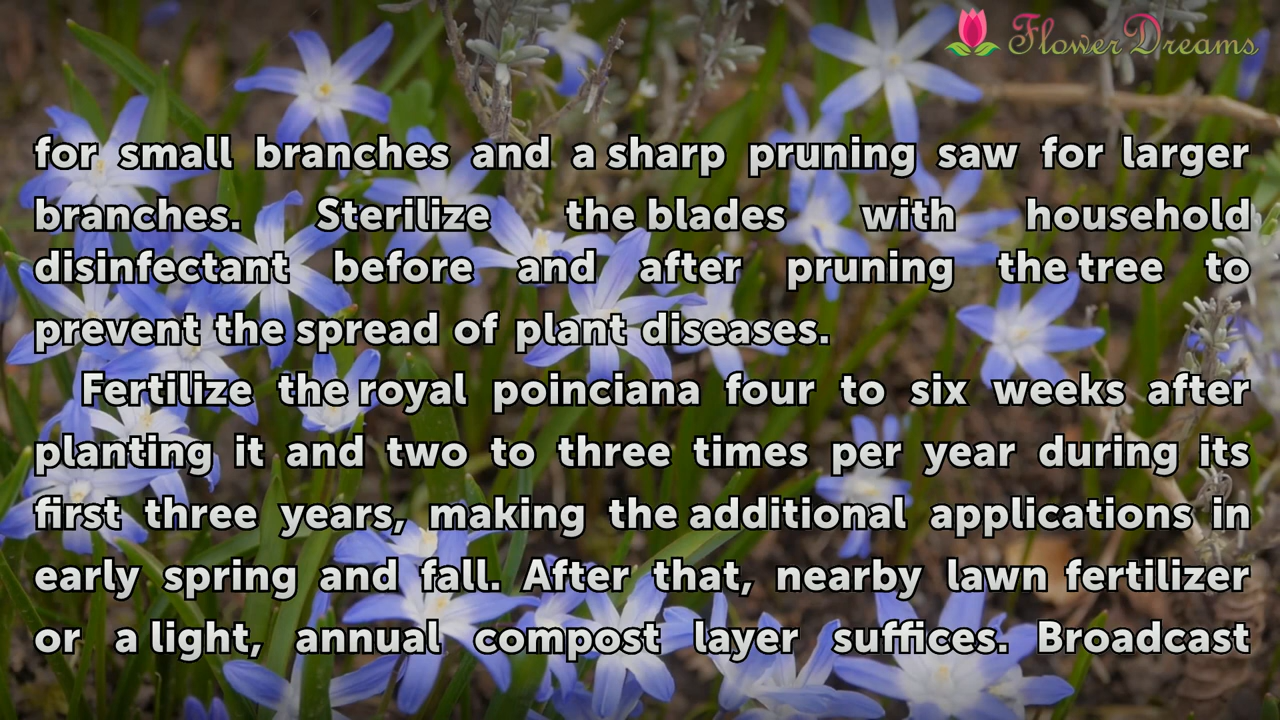 Flower Dreams
for small branches and a sharp pruning saw for larger
branches. Sterilize the blades with household
disinfectant before and after pruning the tree to
prevent the spread of plant diseases.
Fertilize the royal poinciana four to six weeks after
planting it and two to three times per year during its
first three years, making the additional applications in
early spring and fall. After that, nearby lawn fertilizer
or a light, annual compost layer suffices. Broadcast